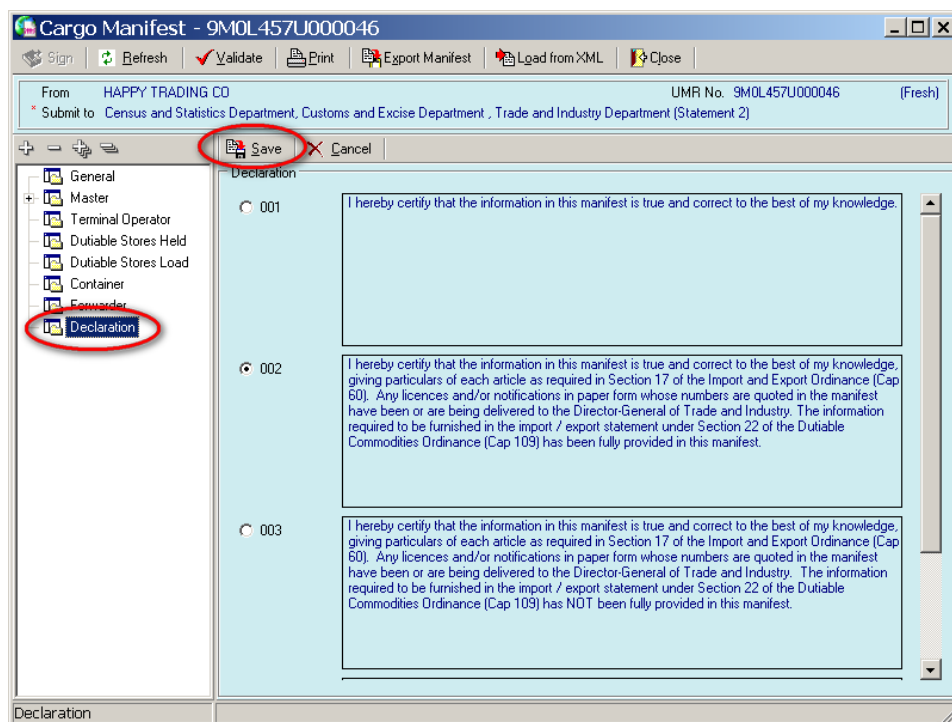 Cargo Manifest - 9M0L457U000046
Sign Refresh Validate Print Export Manifest Load from XML Close
From HAPPY TRADING CO UMR No. 9M0L457U000046 (Fresh)
* Submit to Census and Statistics Department, Customs and Excise Department , Trade and Industry Department (Statement 2)
Save Cancel
General
Master
Terminal Operator
Dutiable Stores Held
Dutiable Stores Load
Container
Forwarder
Declaration
Declaration
001 I hereby certify that the information in this manifest is true and correct to the best of my knowledge.
002 I hereby certify that the information in this manifest is true and correct to the best of my knowledge,
giving particulars of each article as required in Section 17 of the Import and Export Ordinance (Cap
60). Any licences and/or notifications in paper form whose numbers are quoted in the manifest
have been or are being delivered to the Director-General of Trade and Industry. The information
required to be furnished in the import / export statement under Section 22 of the Dutiable
Commodities Ordinance (Cap 109) has been fully provided in this manifest.
003 I hereby certify that the information in this manifest is true and correct to the best of my knowledge,
giving particulars of each article as required in Section 17 of the Import and Export Ordinance (Cap
60). Any licences and/or notifications in paper form whose numbers are quoted in the manifest
have been or are being delivered to the Director-General of Trade and Industry. The information
required to be furnished in the import / export statement under Section 22 of the Dutiable
Commodities Ordinance (Cap 109) has NOT been fully provided in this manifest.
Declaration